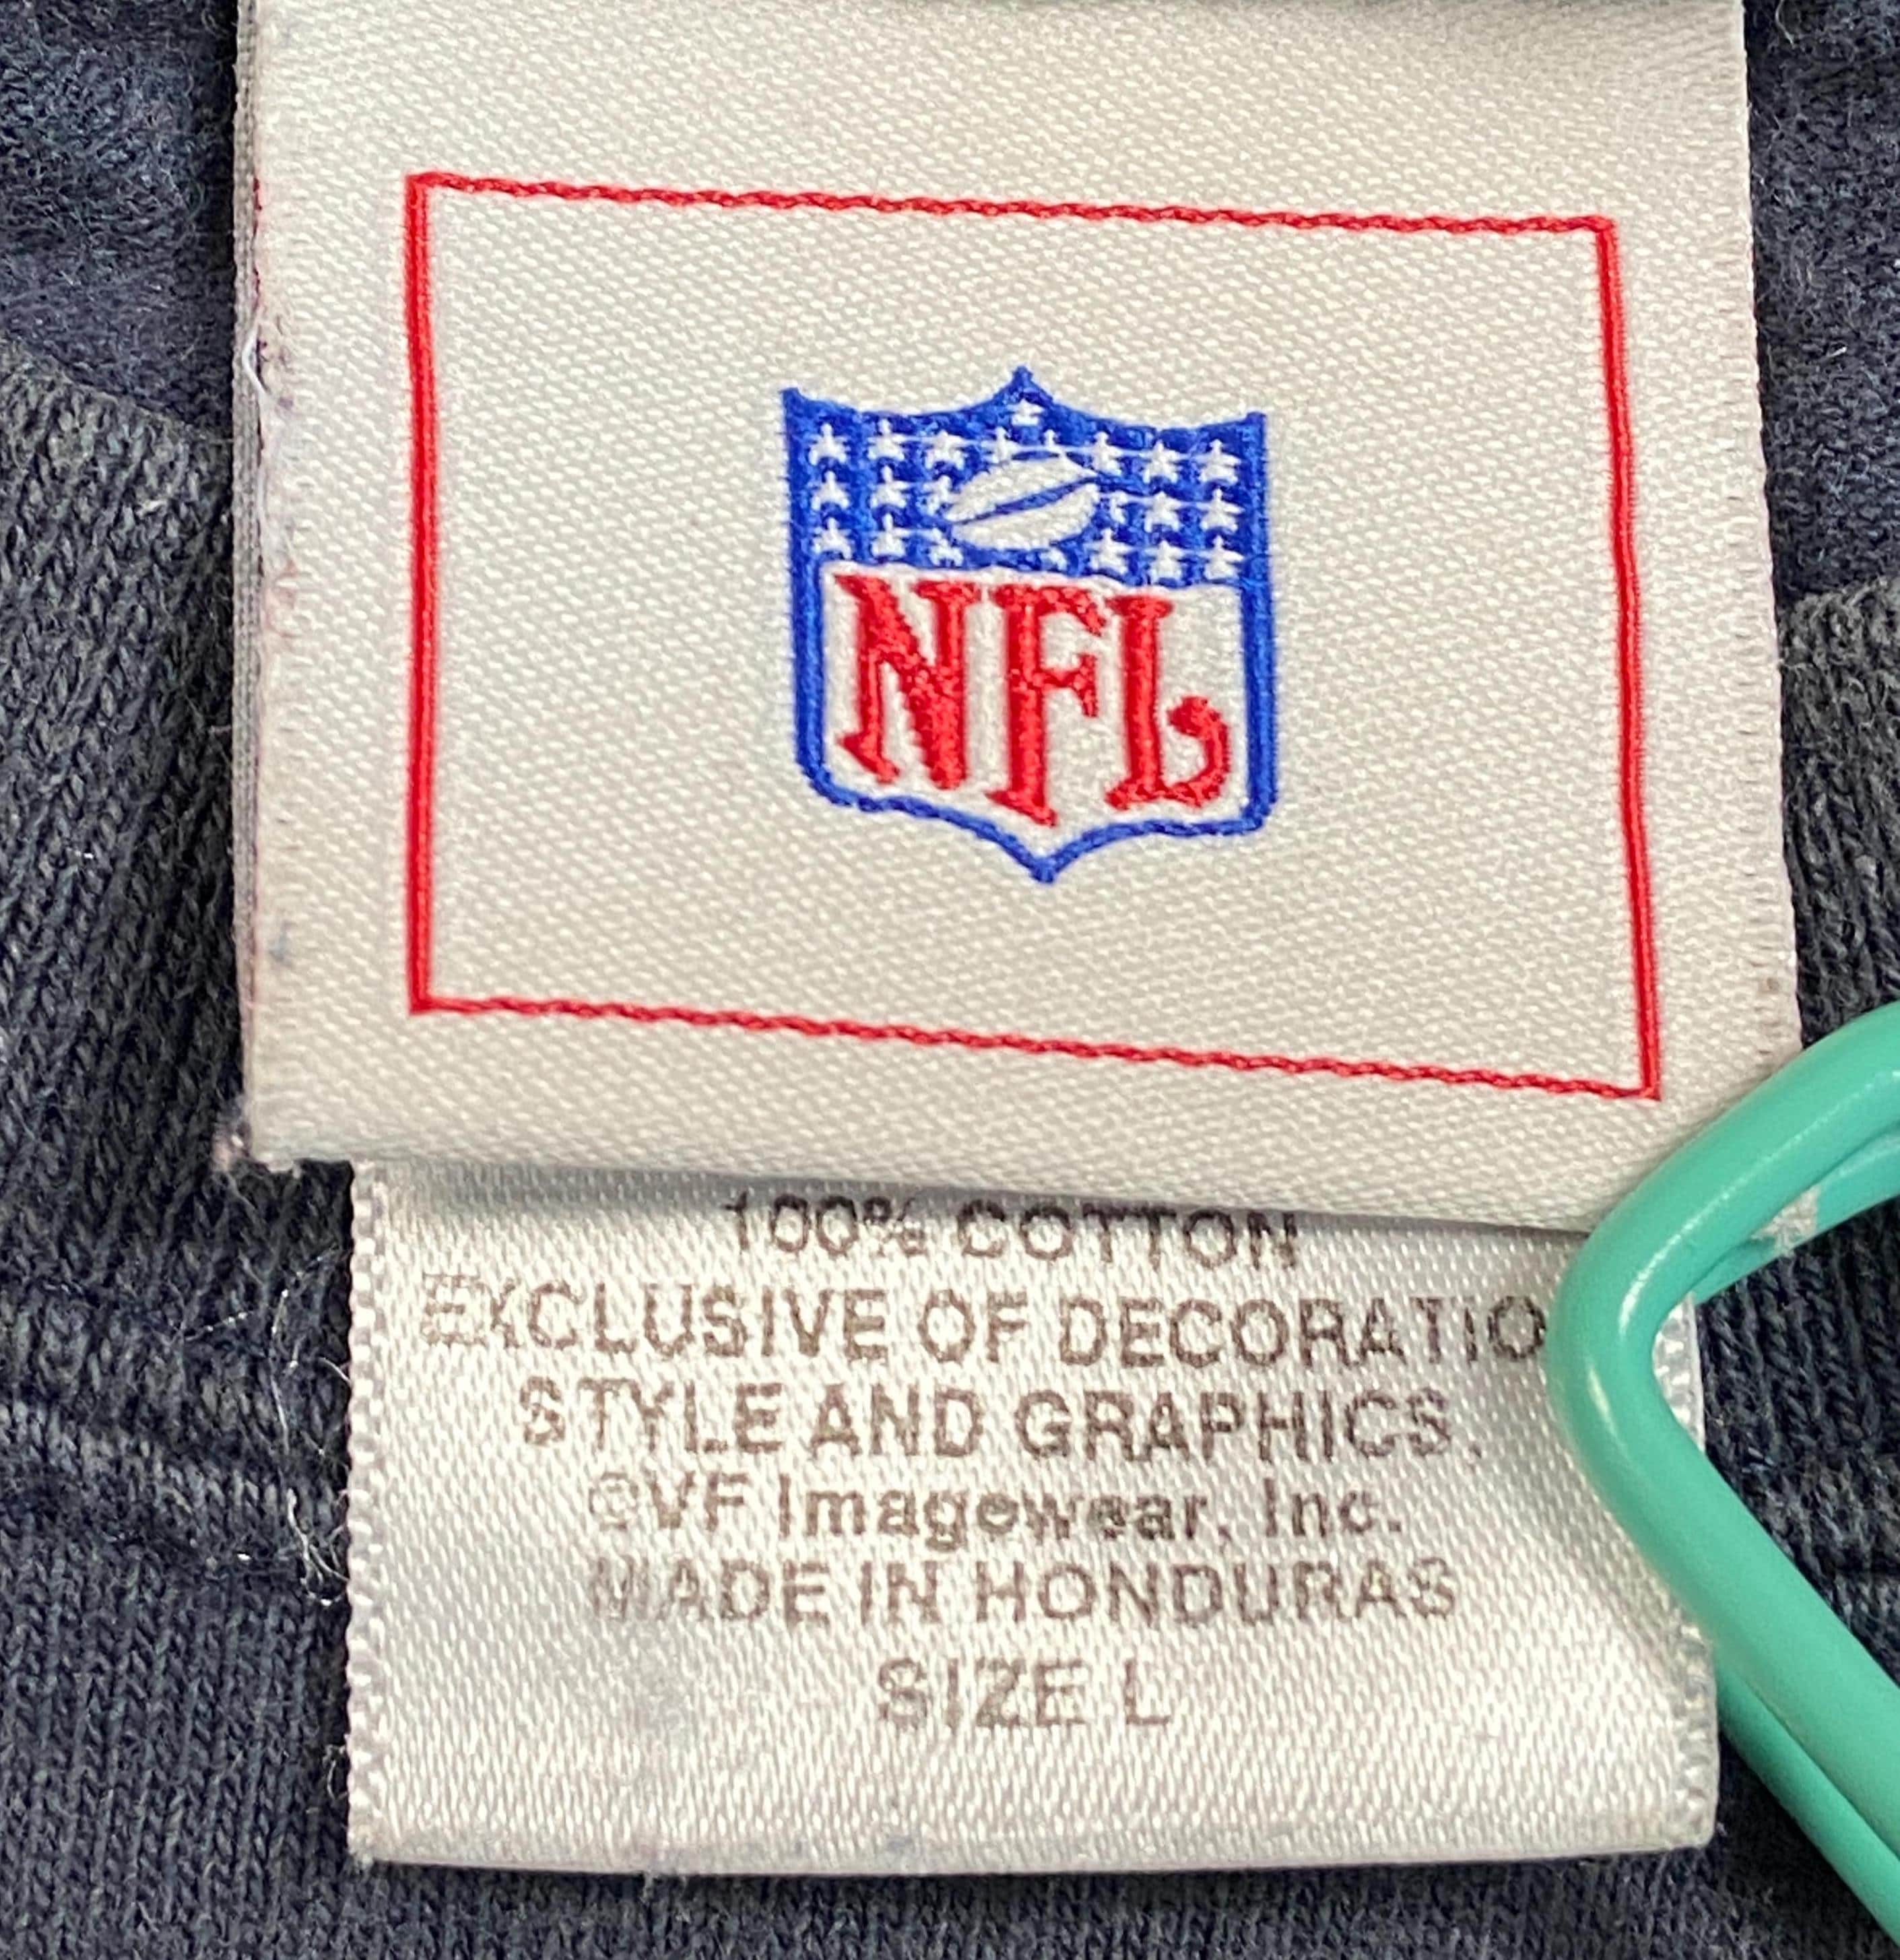 NFL
100% COTTON
EXCLUSIVE OF DECORATIO
STYLE AND GRAPHICS.
©VF Imagewear, Inc.
MADE IN HONDURAS
SIZE L